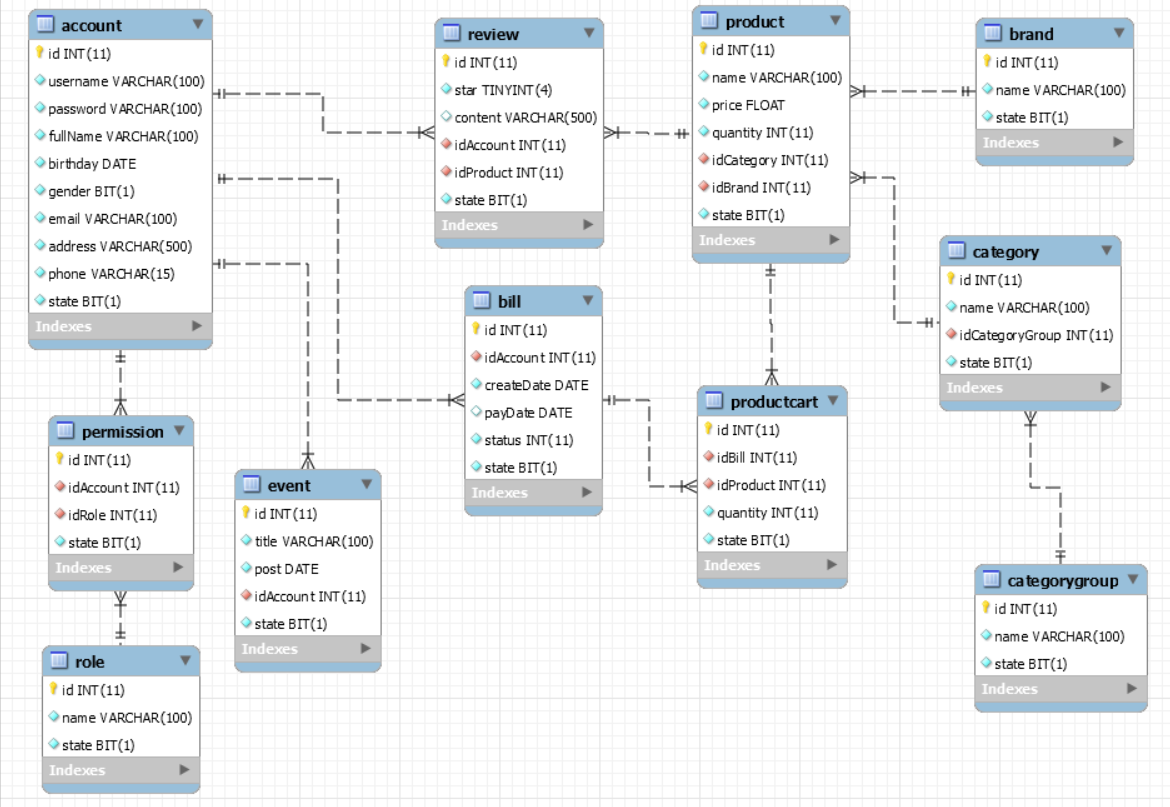 account
id INT(11)
username VARCHAR(100)
password VARCHAR(100)
fullName VARCHAR(100)
birthday DATE
gender BIT(1)
email VARCHAR(100)
address VARCHAR(500)
phone VARCHAR(15)
state BIT(1)
Indexes
review
id INT(11)
star TINYINT(4)
content VARCHAR(500)
idAccount INT(11)
idProduct INT(11)
state BIT(1)
Indexes
product
id INT(11)
name VARCHAR(100)
price FLOAT
quantity INT(11)
idCategory INT(11)
idBrand INT(11)
state BIT(1)
Indexes
brand
id INT(11)
name VARCHAR(100)
state BIT(1)
Indexes
category
id INT(11)
name VARCHAR(100)
idCategoryGroup INT(11)
state BIT(1)
Indexes
bill
id INT(11)
idAccount INT(11)
createDate DATE
payDate DATE
status INT(11)
state BIT(1)
Indexes
productcart
id INT(11)
idBill INT(11)
idProduct INT(11)
quantity INT(11)
state BIT(1)
Indexes
permission
id INT(11)
idAccount INT(11)
idRole INT(11)
state BIT(1)
Indexes
event
id INT(11)
title VARCHAR(100)
post DATE
idAccount INT(11)
state BIT(1)
Indexes
categorygroup
id INT(11)
name VARCHAR(100)
state BIT(1)
Indexes
role
id INT(11)
name VARCHAR(100)
state BIT(1)
Indexes